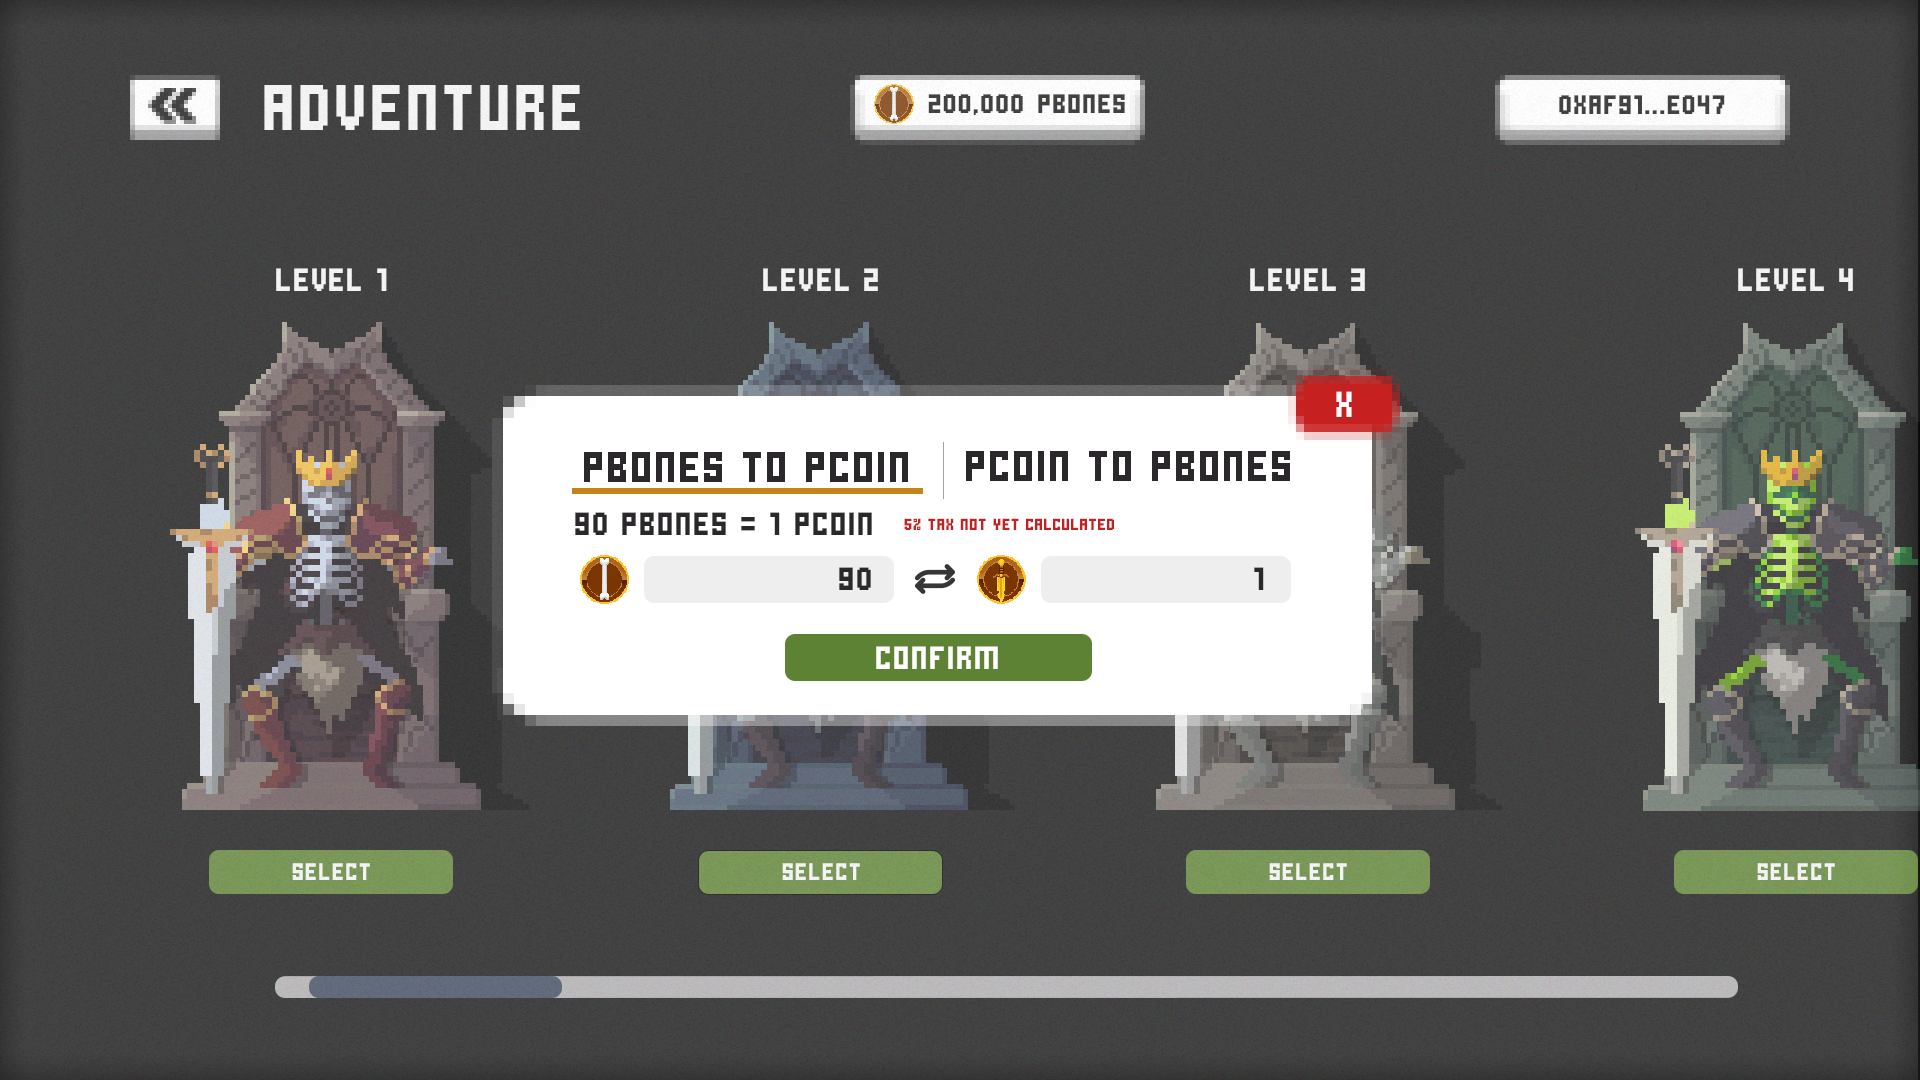 ADVENTURE
200,000 PBONES
0XAF91...E047
LEVEL 1
LEVEL 2
LEVEL 3
LEVEL 4
X
PBONES TO PCOIN
PCOIN TO PBONES
90 PBONES = 1 PCOIN
5% TAX NOT YET CALCULATED
90
1
CONFIRM
SELECT
SELECT
SELECT
SELECT